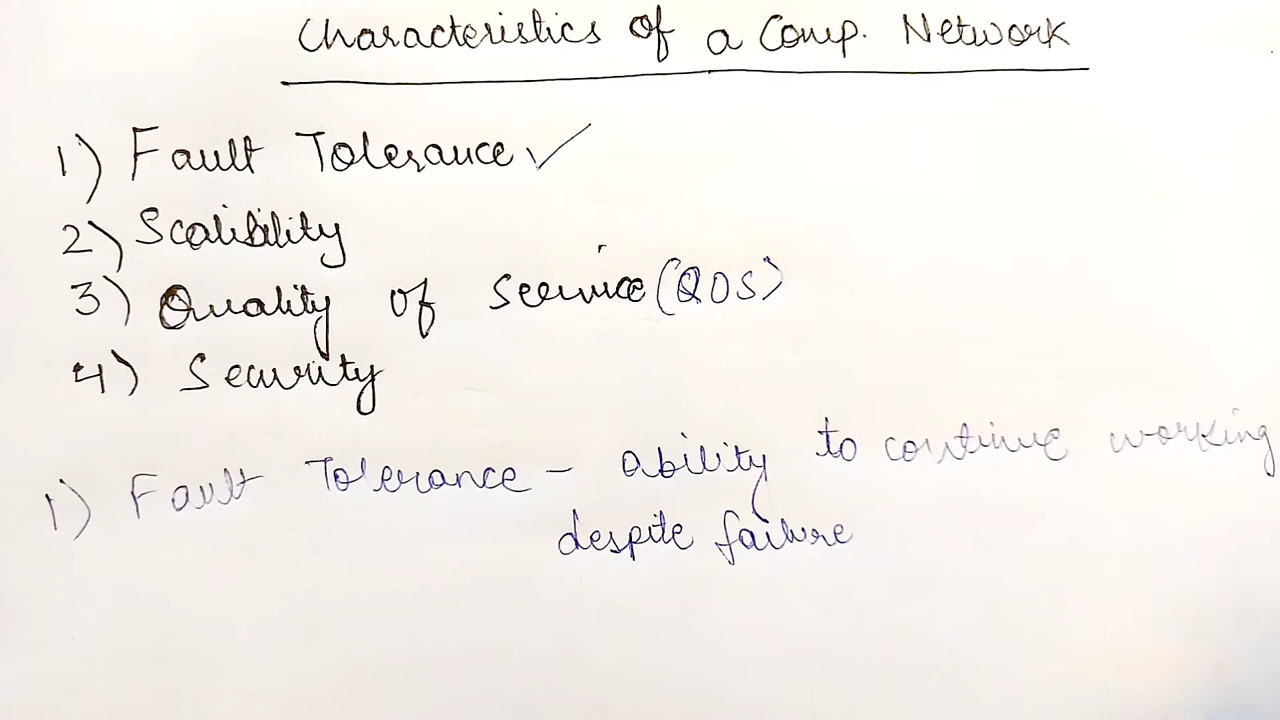 Characteristics of a Comp. Network
1) Fault Tolerance ✓
2) Scalibility
3) Quality of service (QOS)
4) Security
1) Fault Tolerance - ability to continue working
despite failure